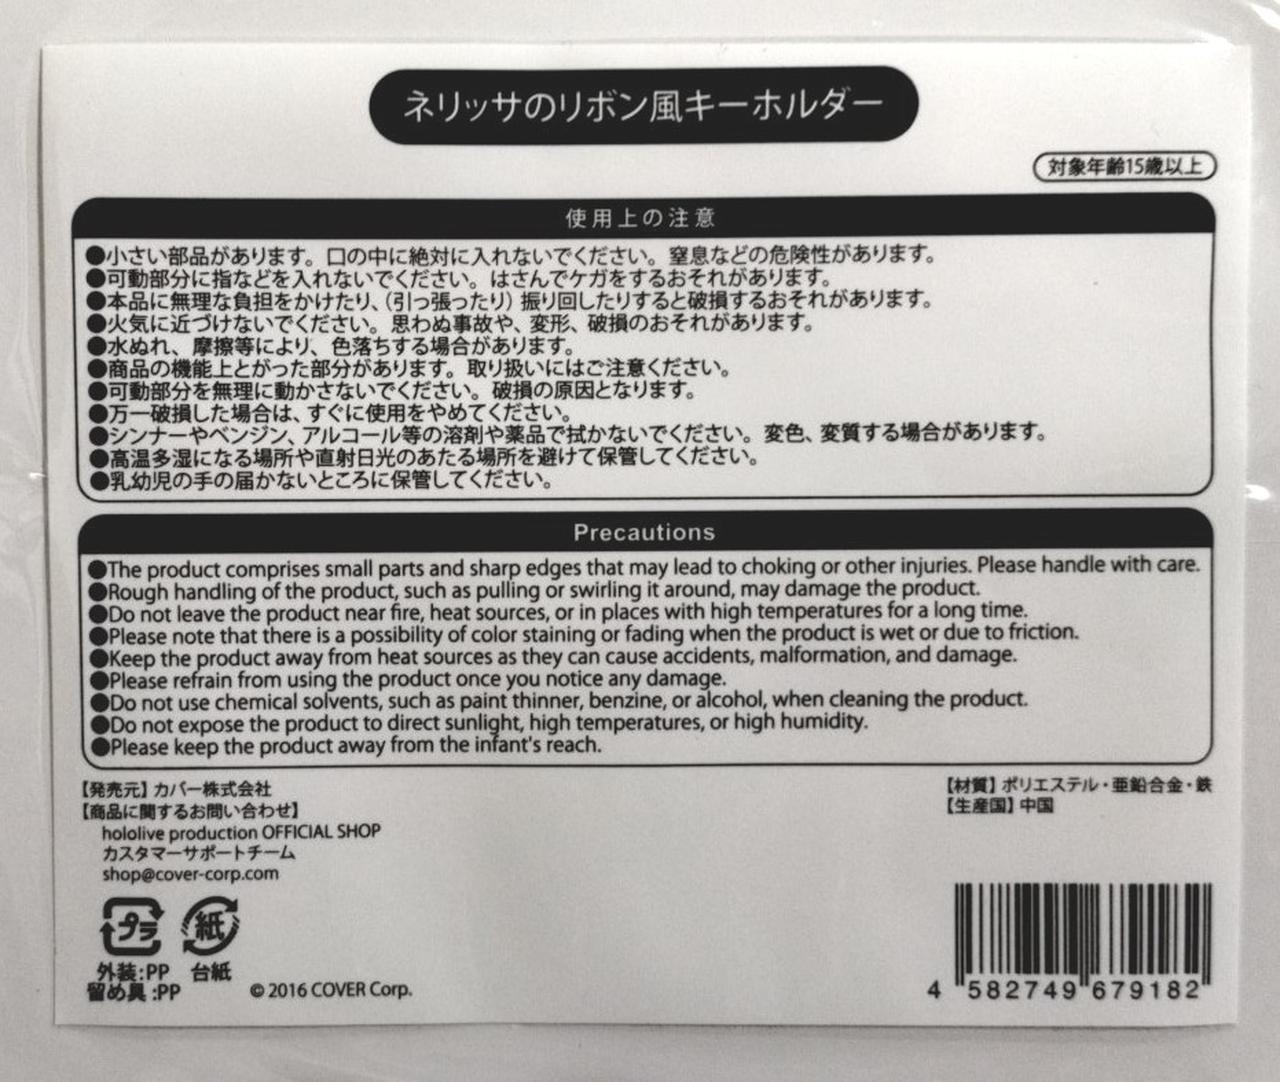 ネリッサのリボン風キーホルダー
対象年齢15歳以上
使用上の注意
●小さい部品があります。口の中に絶対に入れないでください。窒息などの危険性があります。
●可動部分に指などを入れないでください。はさんでケガをするおそれがあります。
●本品に無理な負担をかけたり、（引っ張ったり）振り回したりすると破損するおそれがあります。
●火気に近づけないでください。思わぬ事故や、変形、破損のおそれがあります。
●水ぬれ、摩擦等により、色落ちする場合があります。
●商品の機能上とがった部分があります。取り扱いにはご注意ください。
●可動部分を無理に動かさないでください。破損の原因となります。
●万一破損した場合は、すぐに使用をやめてください。
●シンナーやベンジン、アルコール等の溶剤や薬品で拭かないでください。変色、変質する場合があります。
●高温多湿になる場所や直射日光のあたる場所を避けて保管してください。
●乳幼児の手の届かないところに保管してください。
Precautions
●The product comprises small parts and sharp edges that may lead to choking or other injuries. Please handle with care.
●Rough handling of the product, such as pulling or swirling it around, may damage the product.
●Do not leave the product near fire, heat sources, or in places with high temperatures for a long time.
●Please note that there is a possibility of color staining or fading when the product is wet or due to friction.
●Keep the product away from heat sources as they can cause accidents, malformation, and damage.
●Please refrain from using the product once you notice any damage.
●Do not use chemical solvents, such as paint thinner, benzine, or alcohol, when cleaning the product.
●Do not expose the product to direct sunlight, high temperatures, or high humidity.
●Please keep the product away from the infant's reach.
【発売元】カバー株式会社
【商品に関するお問い合わせ】
hololive production OFFICIAL SHOP
カスタマーサポートチーム
shop@cover-corp.com
【材質】ポリエステル・亜鉛合金・鉄
【生産国】中国
プラ 紙
外装:PP 台紙
留め具:PP
© 2016 COVER Corp.
4 582749 679182